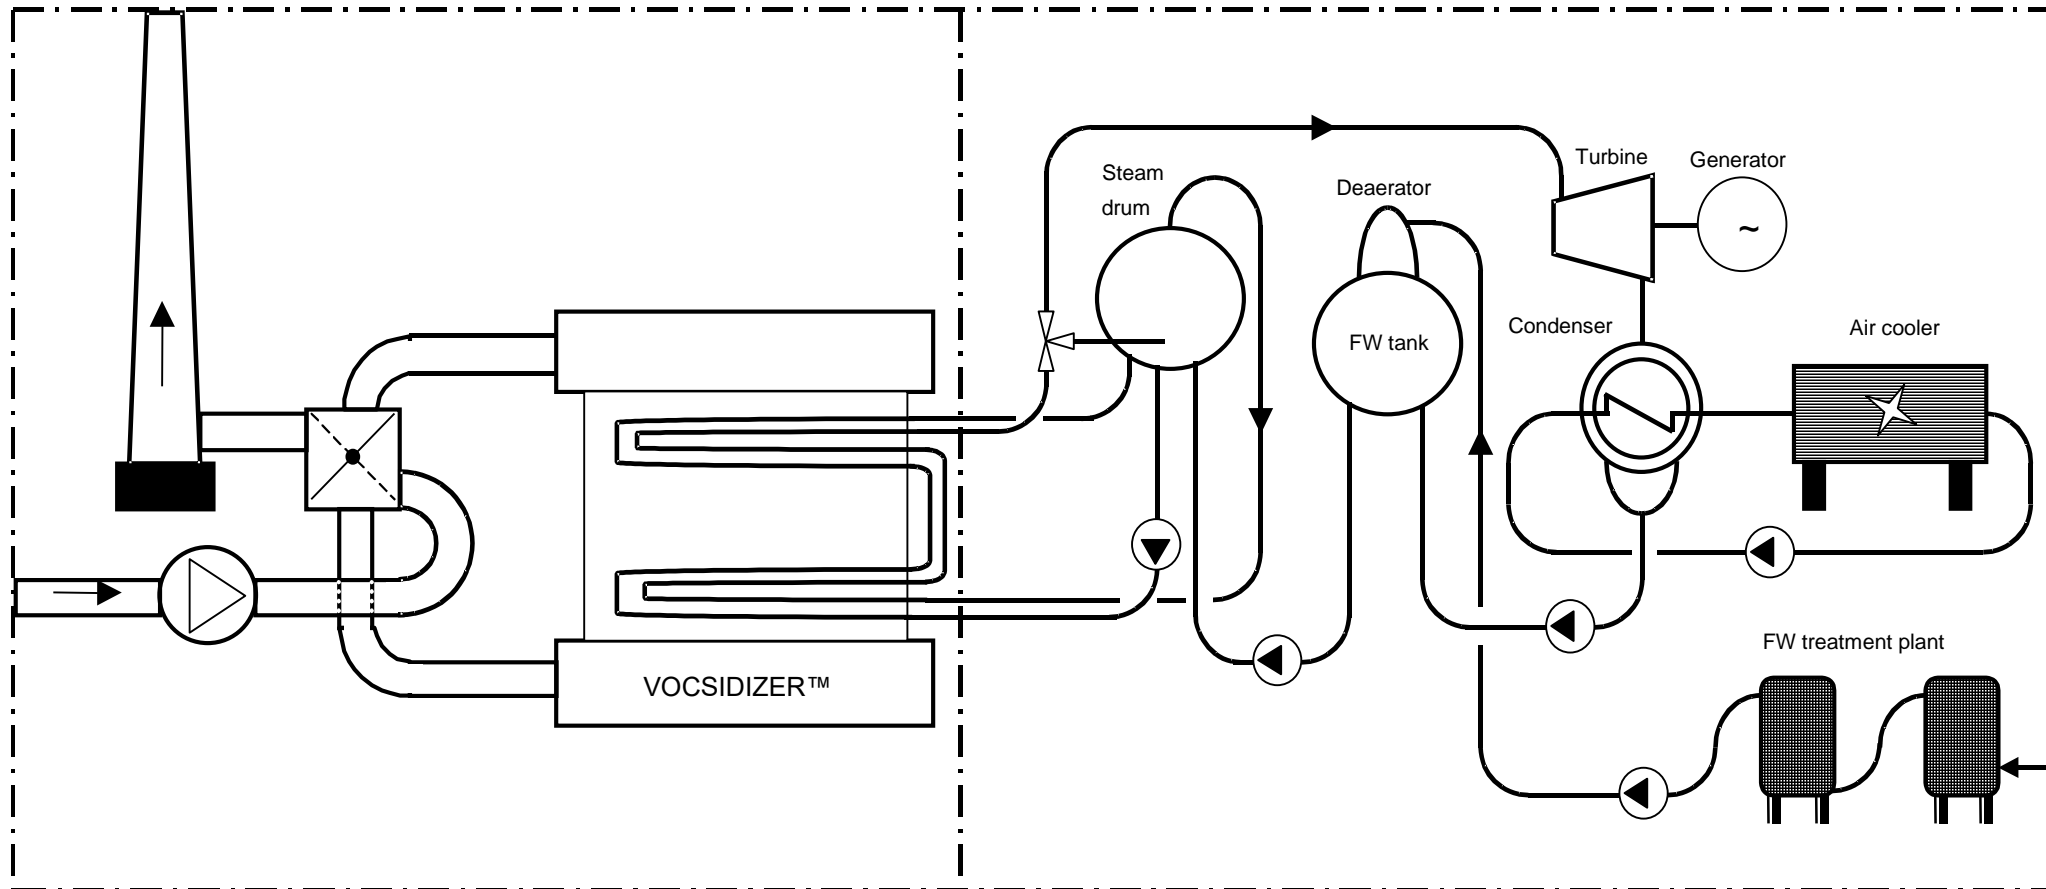 Steam
drum
Deaerator
Turbine
Generator
~
FW tank
Condenser
Air cooler
FW treatment plant
VOCSIDIZER™